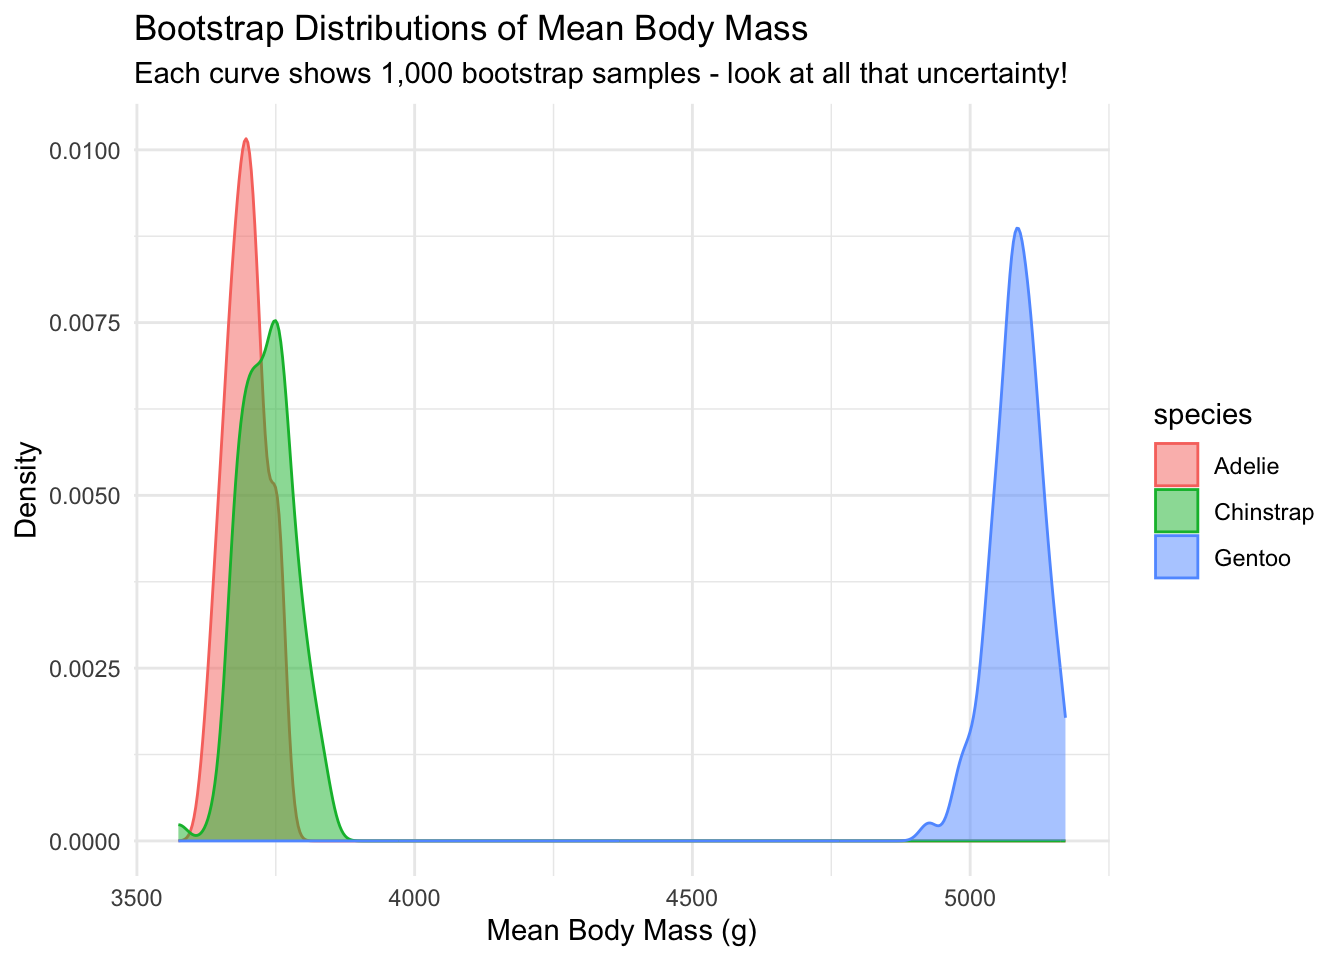 Bootstrap Distributions of Mean Body Mass
Each curve shows 1,000 bootstrap samples - look at all that uncertainty!
0.0100
0.0075
0.0050
0.0025
0.0000
Density
3500
4000
4500
5000
Mean Body Mass (g)
species
Adelie
Chinstrap
Gentoo